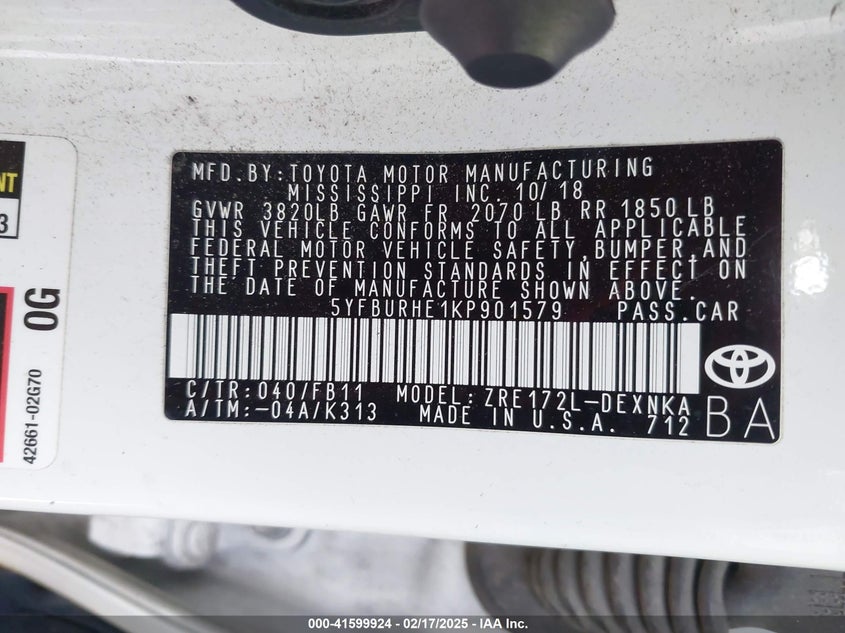 MFD.BY:TOYOTA MOTOR MANUFACTURING
MISSISSIPPI INC. 10/18
GVWR 3820LB GAWR FR 2070 LB RR 1850 LB
THIS VEHICLE CONFORMS TO ALL APPLICABLE
FEDERAL MOTOR VEHICLE SAFETY,BUMPER,AND
THEFT PREVENTION STANDARDS IN EFFECT ON
THE DATE OF MANUFACTURE SHOWN ABOVE.
5YFBURHE1KP901579 PASS.CAR
C/TR: 040/FB11 MODEL: ZRE172L-DEXNKA
A/TM:-04A/K313 MADE IN U.S.A. 712 BA
NT
3
0G
42661-02G70
000-41599924 - 02/17/2025 - IAA Inc.